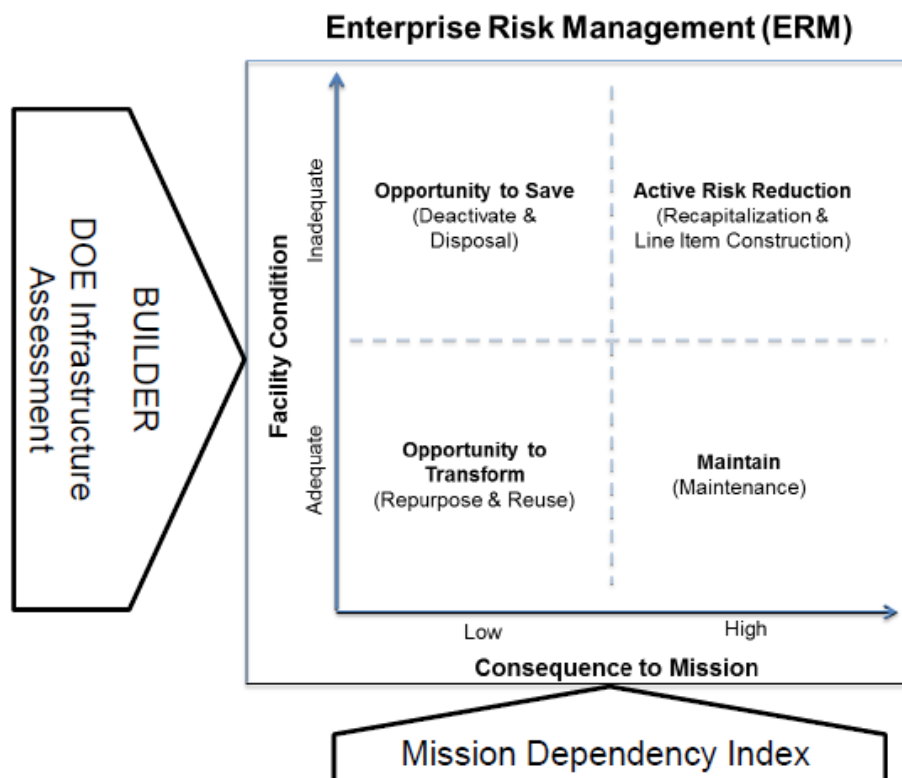 Enterprise Risk Management (ERM)
BUILDER
DOE Infrastructure
Assessment
Facility Condition
Inadequate
Adequate
Opportunity to Save
(Deactivate &
Disposal)
Active Risk Reduction
(Recapitalization &
Line Item Construction)
Opportunity to
Transform
(Repurpose & Reuse)
Maintain
(Maintenance)
Low
High
Consequence to Mission
Mission Dependency Index